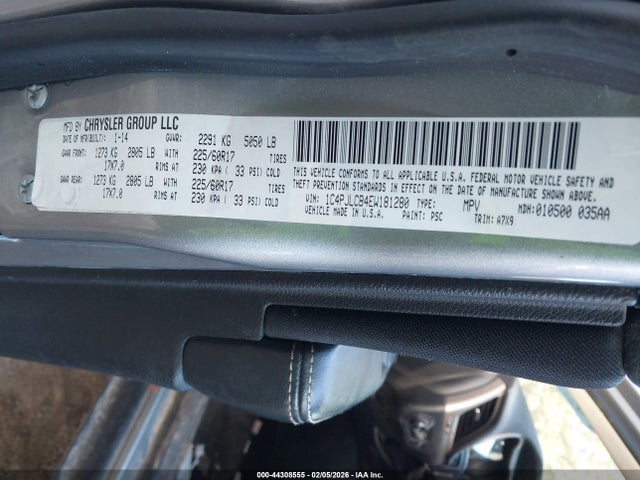 MFD BY CHRYSLER GROUP LLC
DATE OF MFR(BUILT): 1-14 GVWR: 2291 KG 5050 LB
GAWR FRONT: 1273 KG 2805 LB WITH 225/60R17 TIRES
17X7.0 RIMS AT 230 KPA ( 33 PSI) COLD
GAWR REAR: 1273 KG 2805 LB WITH 225/60R17 TIRES
17X7.0 RIMS AT 230 KPA ( 33 PSI) COLD
THIS VEHICLE CONFORMS TO ALL APPLICABLE U.S.A. FEDERAL MOTOR VEHICLE SAFETY AND
THEFT PREVENTION STANDARDS IN EFFECT ON THE DATE OF MANUFACTURE SHOWN ABOVE.
VIN: 1C4PJLCB4EW181280 TYPE: MPV MDH: 010500 035AA
VEHICLE MADE IN U.S.A. PAINT: PSC TRIM: A7X9
000-44308555 - 02/05/2026 - IAA Inc.